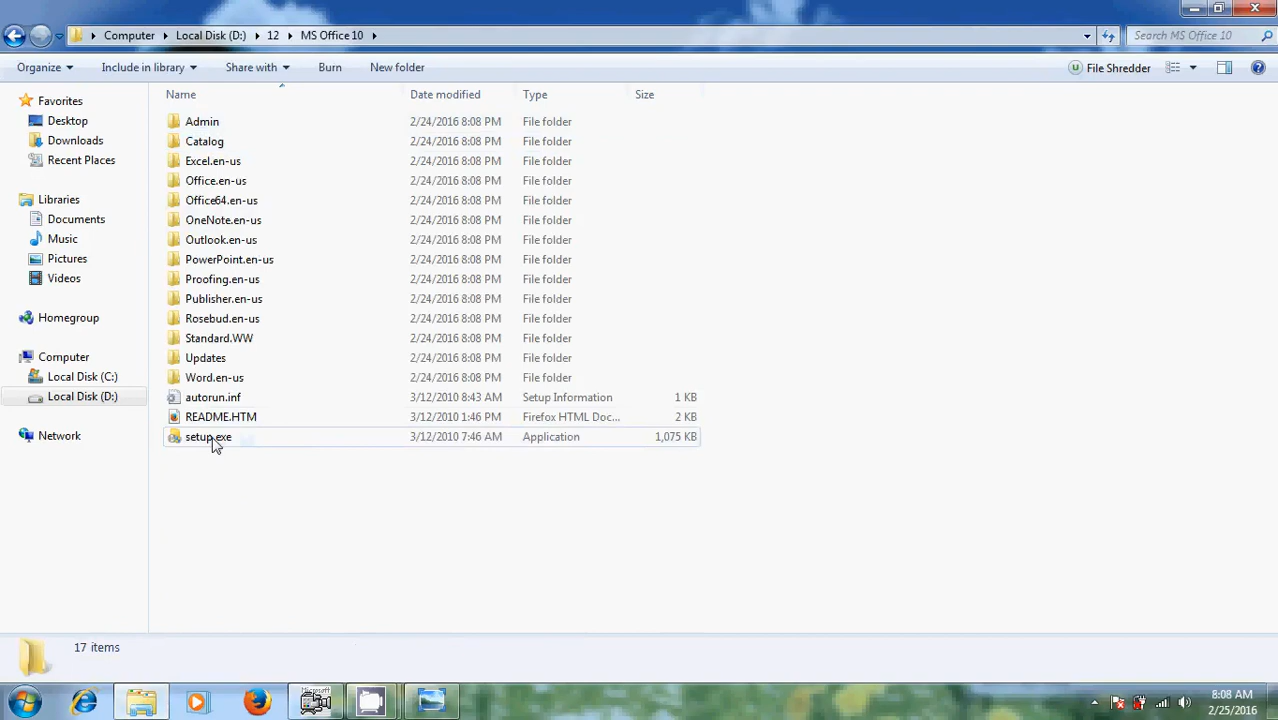 Computer Local Disk (D:) 12 MS Office 10 Search MS Office 10
Organize Include in library Share with Burn New folder File Shredder
Name Date modified Type Size
Favorites
Desktop
Downloads
Recent Places
Libraries
Documents
Music
Pictures
Videos
Homegroup
Computer
Local Disk (C:)
Local Disk (D:)
Network
Admin 2/24/2016 8:08 PM File folder
Catalog 2/24/2016 8:08 PM File folder
Excel.en-us 2/24/2016 8:08 PM File folder
Office.en-us 2/24/2016 8:08 PM File folder
Office64.en-us 2/24/2016 8:08 PM File folder
OneNote.en-us 2/24/2016 8:08 PM File folder
Outlook.en-us 2/24/2016 8:08 PM File folder
PowerPoint.en-us 2/24/2016 8:08 PM File folder
Proofing.en-us 2/24/2016 8:08 PM File folder
Publisher.en-us 2/24/2016 8:08 PM File folder
Rosebud.en-us 2/24/2016 8:08 PM File folder
Standard.WW 2/24/2016 8:08 PM File folder
Updates 2/24/2016 8:08 PM File folder
Word.en-us 2/24/2016 8:08 PM File folder
autorun.inf 3/12/2010 8:43 AM Setup Information 1 KB
README.HTM 3/12/2010 1:46 PM Firefox HTML Doc... 2 KB
setup.exe 3/12/2010 7:46 AM Application 1,075 KB
17 items
Microsoft
8:08 AM
2/25/2016